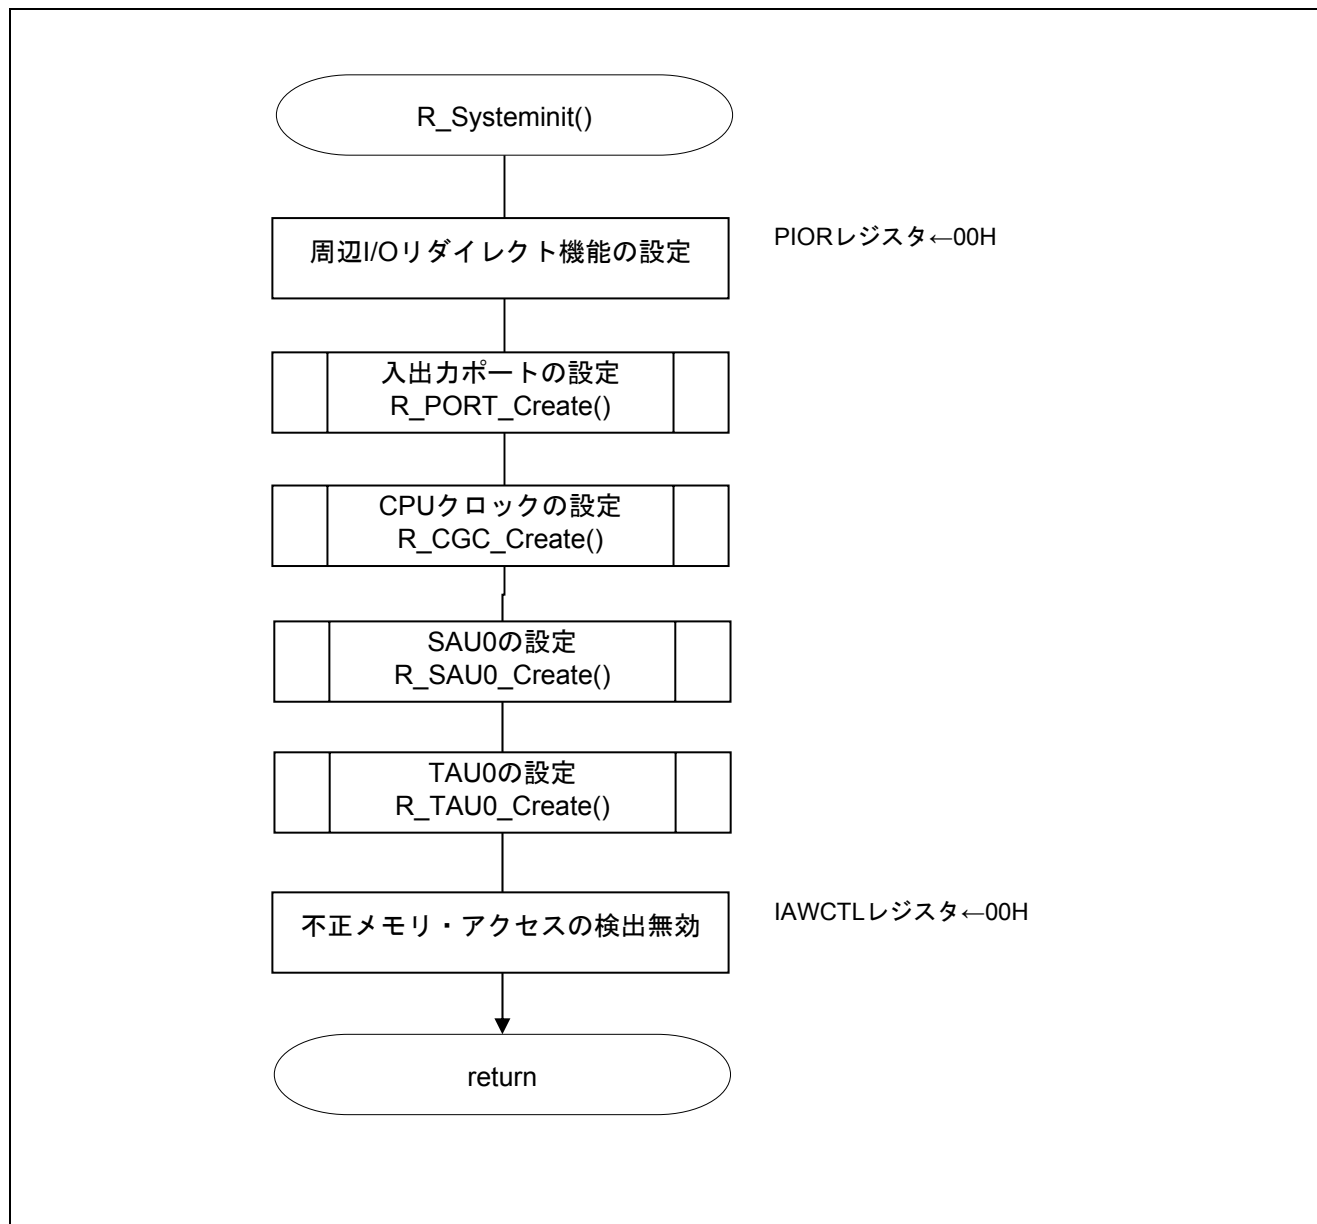 R_Systeminit()
周辺I/Oリダイレクト機能の設定
PIORレジスタ←00H
入出力ポートの設定
R_PORT_Create()
CPUクロックの設定
R_CGC_Create()
SAU0の設定
R_SAU0_Create()
TAU0の設定
R_TAU0_Create()
不正メモリ・アクセスの検出無効
IAWCTLレジスタ←00H
return